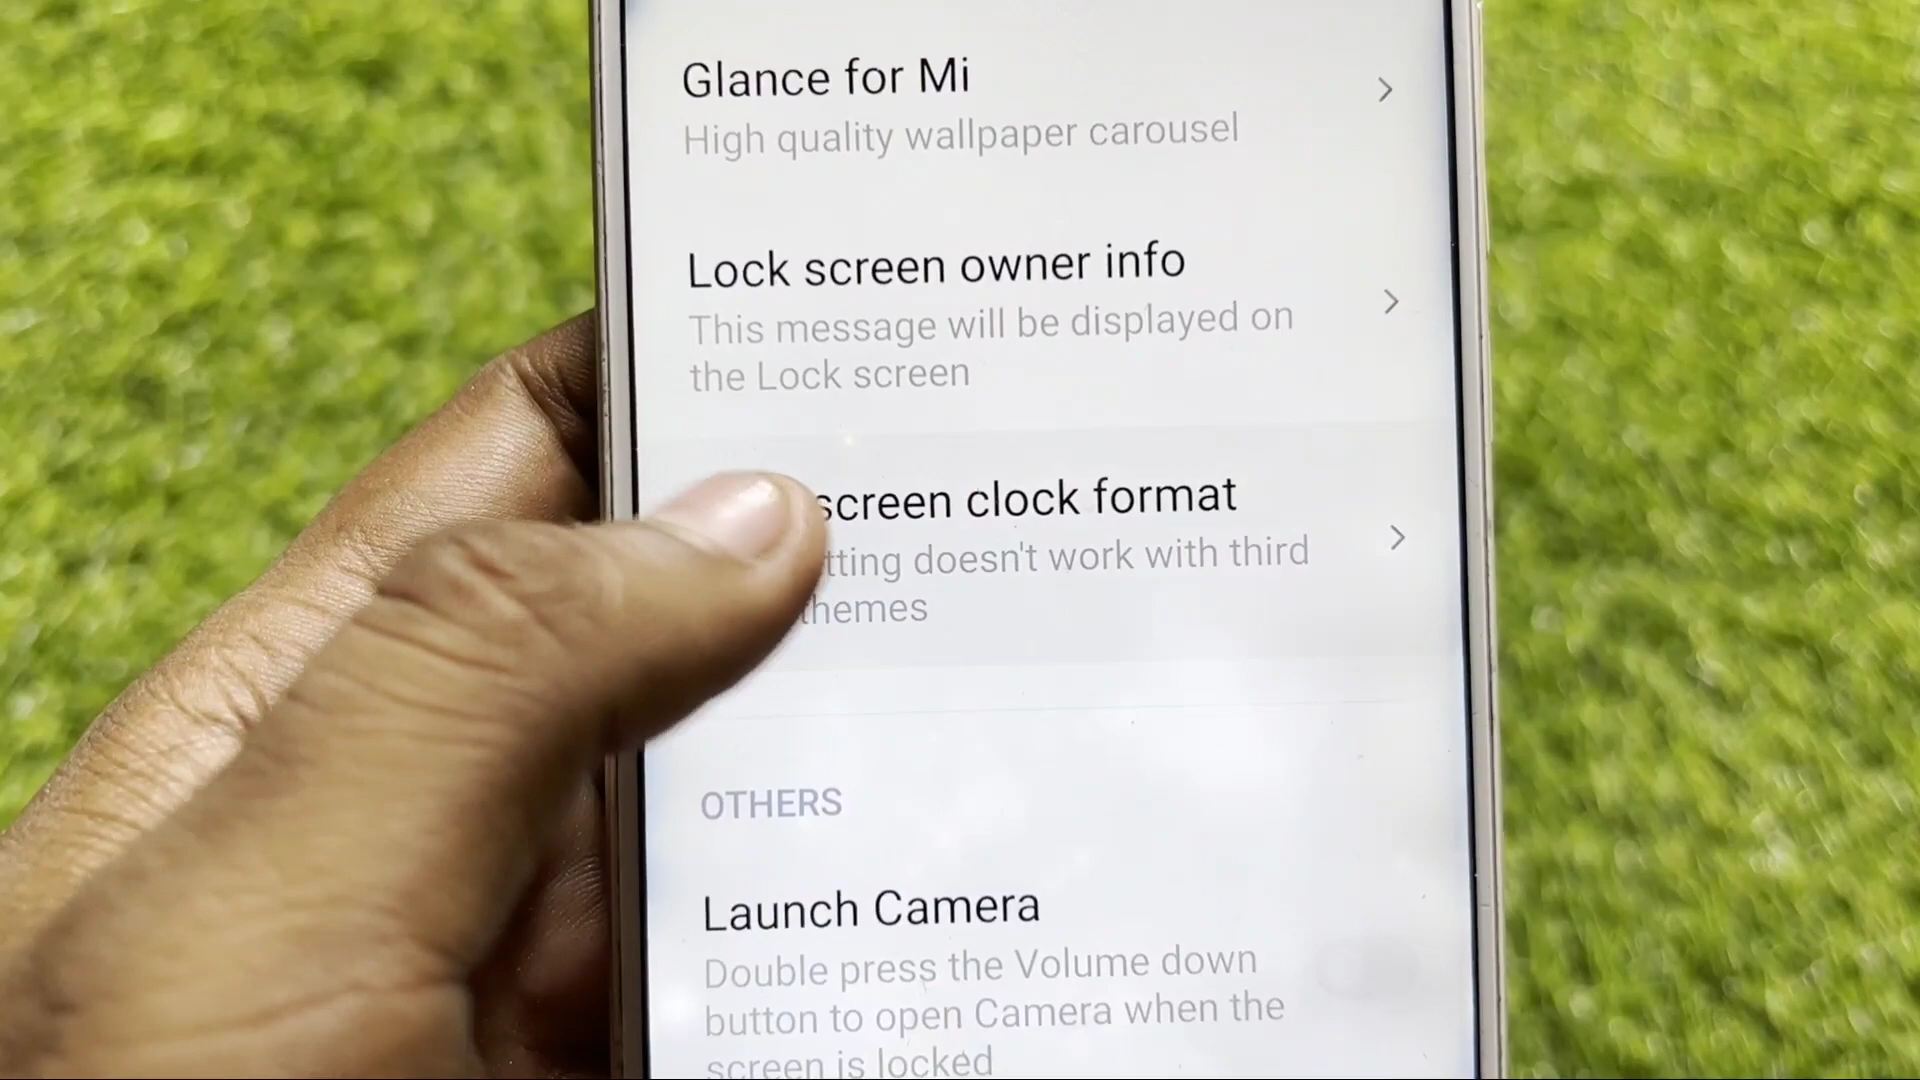 Glance for Mi
High quality wallpaper carousel
Lock screen owner info
This message will be displayed on
the Lock screen
screen clock format
doesn't work with third
themes
OTHERS
Launch Camera
Double press the Volume down
button to open Camera when the
screen is locked